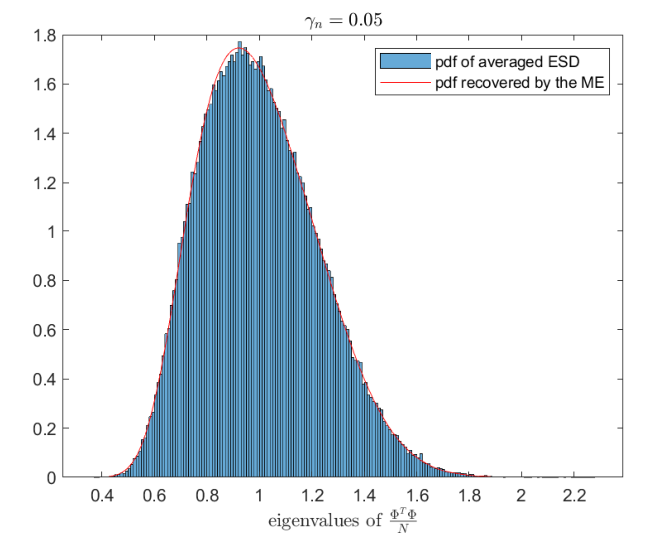 γₙ = 0.05
pdf of averaged ESD
pdf recovered by the ME
1.8
1.6
1.4
1.2
1
0.8
0.6
0.4
0.2
0
0.4 0.6 0.8 1 1.2 1.4 1.6 1.8 2 2.2
eigenvalues of ΦᵀΦ/N